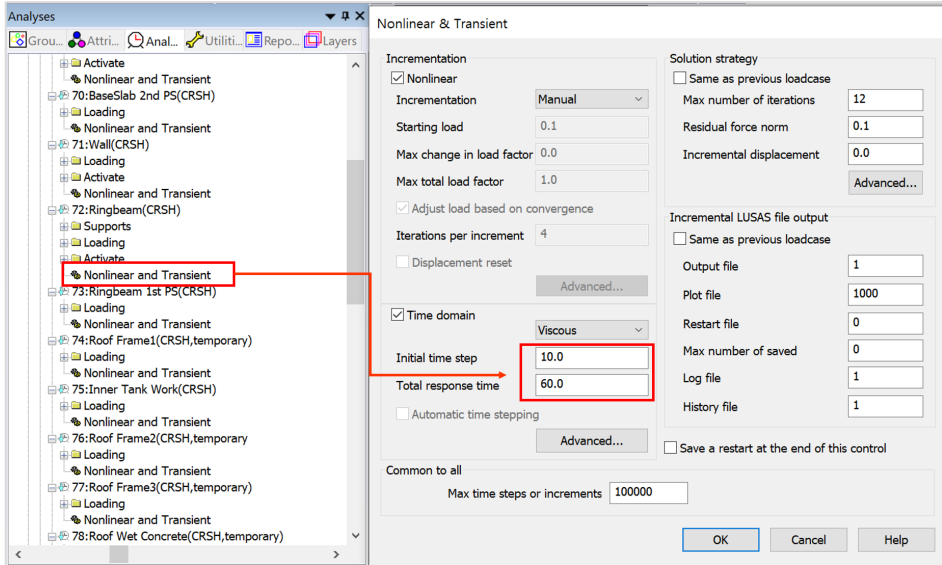 Analyses
Grou... Attri... Anal... Utiliti... Repo... Layers
Activate
Nonlinear and Transient
70:BaseSlab 2nd PS(CRSH)
Loading
Nonlinear and Transient
71:Wall(CRSH)
Loading
Activate
Nonlinear and Transient
72:Ringbeam(CRSH)
Supports
Loading
Activate
Nonlinear and Transient
73:Ringbeam 1st PS(CRSH)
Loading
Nonlinear and Transient
74:Roof Frame1(CRSH,temporary)
Loading
Nonlinear and Transient
75:Inner Tank Work(CRSH)
Loading
Nonlinear and Transient
76:Roof Frame2(CRSH,temporary
Loading
Nonlinear and Transient
77:Roof Frame3(CRSH,temporary)
Loading
Nonlinear and Transient
78:Roof Wet Concrete(CRSH,temporary)
Nonlinear & Transient
Incrementation
Nonlinear
Incrementation Manual
Starting load 0.1
Max change in load factor 0.0
Max total load factor 1.0
Adjust load based on convergence
Iterations per increment 4
Displacement reset
Advanced...
Time domain
Viscous
Initial time step 10.0
Total response time 60.0
Automatic time stepping
Advanced...
Common to all
Max time steps or increments 100000
Solution strategy
Same as previous loadcase
Max number of iterations 12
Residual force norm 0.1
Incremental displacement 0.0
Advanced...
Incremental LUSAS file output
Same as previous loadcase
Output file 1
Plot file 1000
Restart file 0
Max number of saved 0
Log file 1
History file 1
Save a restart at the end of this control
OK Cancel Help